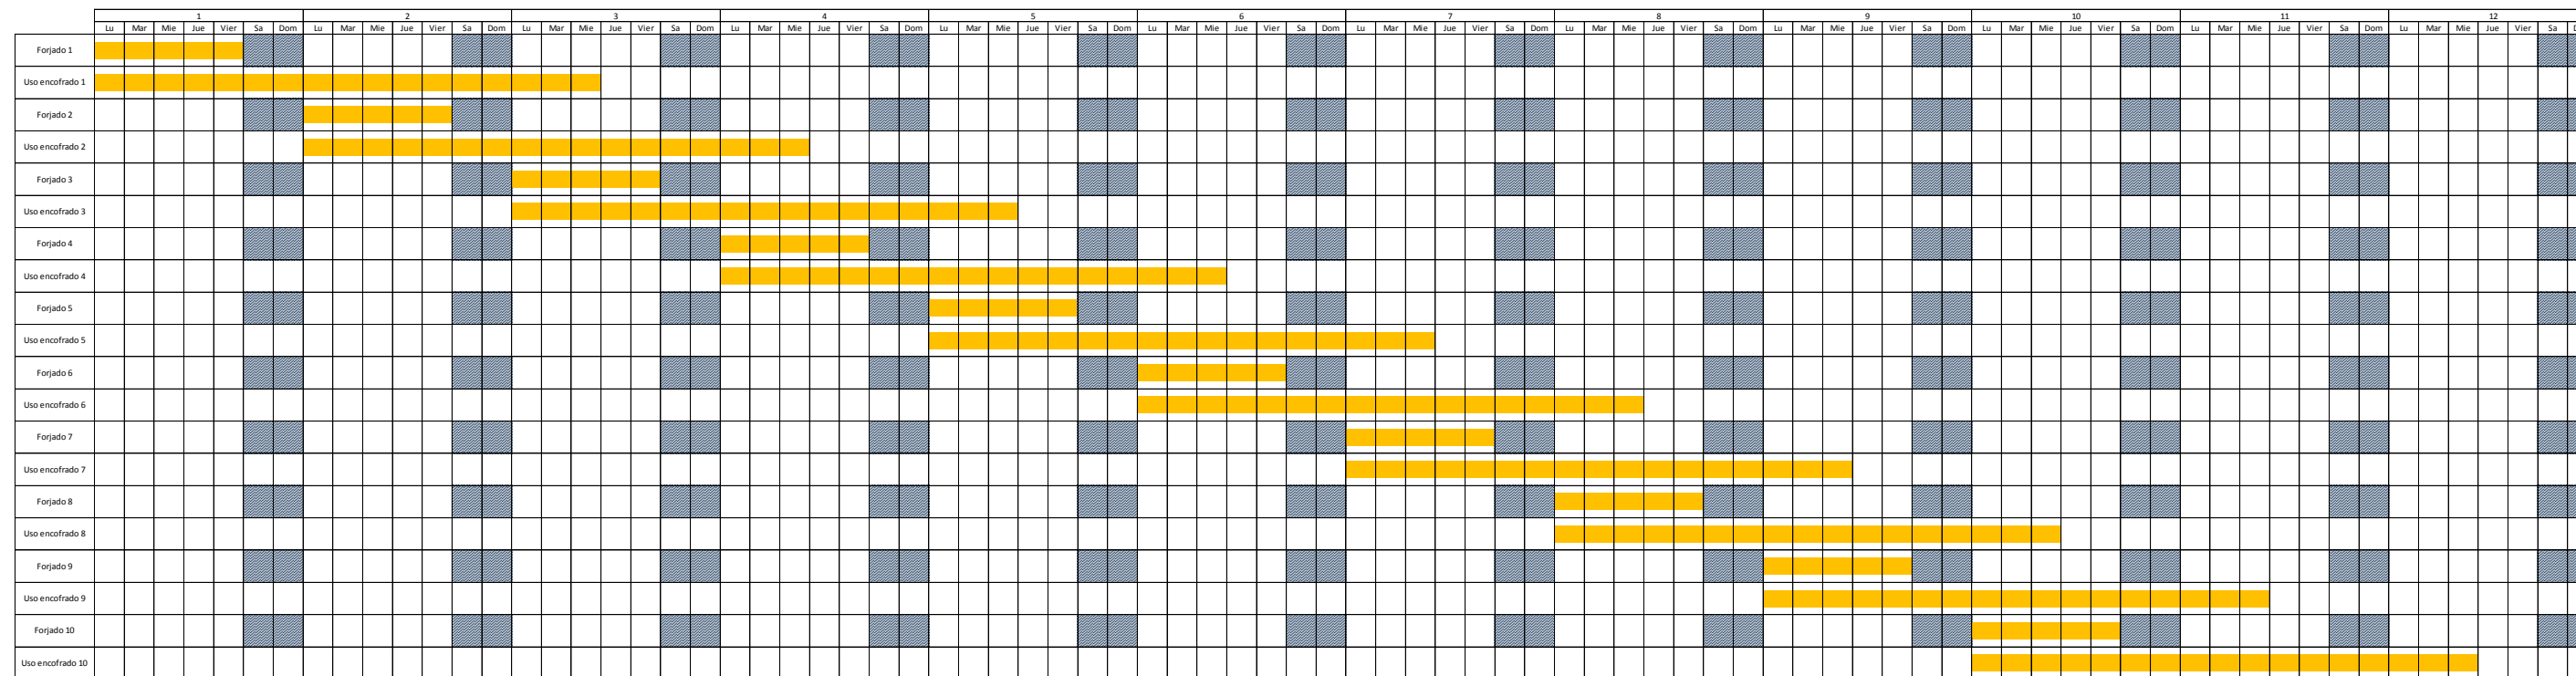 1 2 3 4 5 6 7 8 9 10 11 12
Lu Mar Mie Jue Vier Sa Dom Lu Mar Mie Jue Vier Sa Dom Lu Mar Mie Jue Vier Sa Dom Lu Mar Mie Jue Vier Sa Dom Lu Mar Mie Jue Vier Sa Dom Lu Mar Mie Jue Vier Sa Dom Lu Mar Mie Jue Vier Sa Dom Lu Mar Mie Jue Vier Sa Dom Lu Mar Mie Jue Vier Sa Dom Lu Mar Mie Jue Vier Sa Dom Lu Mar Mie Jue Vier Sa Dom Lu Mar Mie Jue Vier Sa
Forjado 1
Uso encofrado 1
Forjado 2
Uso encofrado 2
Forjado 3
Uso encofrado 3
Forjado 4
Uso encofrado 4
Forjado 5
Uso encofrado 5
Forjado 6
Uso encofrado 6
Forjado 7
Uso encofrado 7
Forjado 8
Uso encofrado 8
Forjado 9
Uso encofrado 9
Forjado 10
Uso encofrado 10